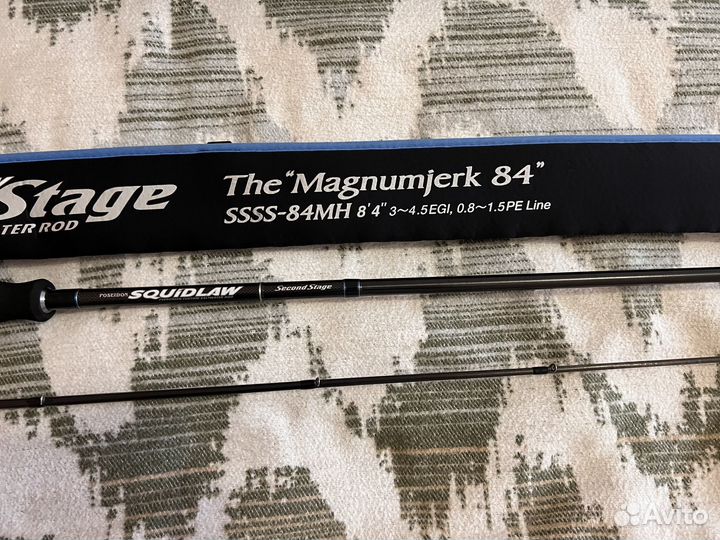 Stage
TER ROD
The "Magnumjerk 84"
SSSS-84MH 8'4" 3~4.5EGI, 0.8~1.5PE Line
POSEIDON SQUIDLAW Second Stage
Avito